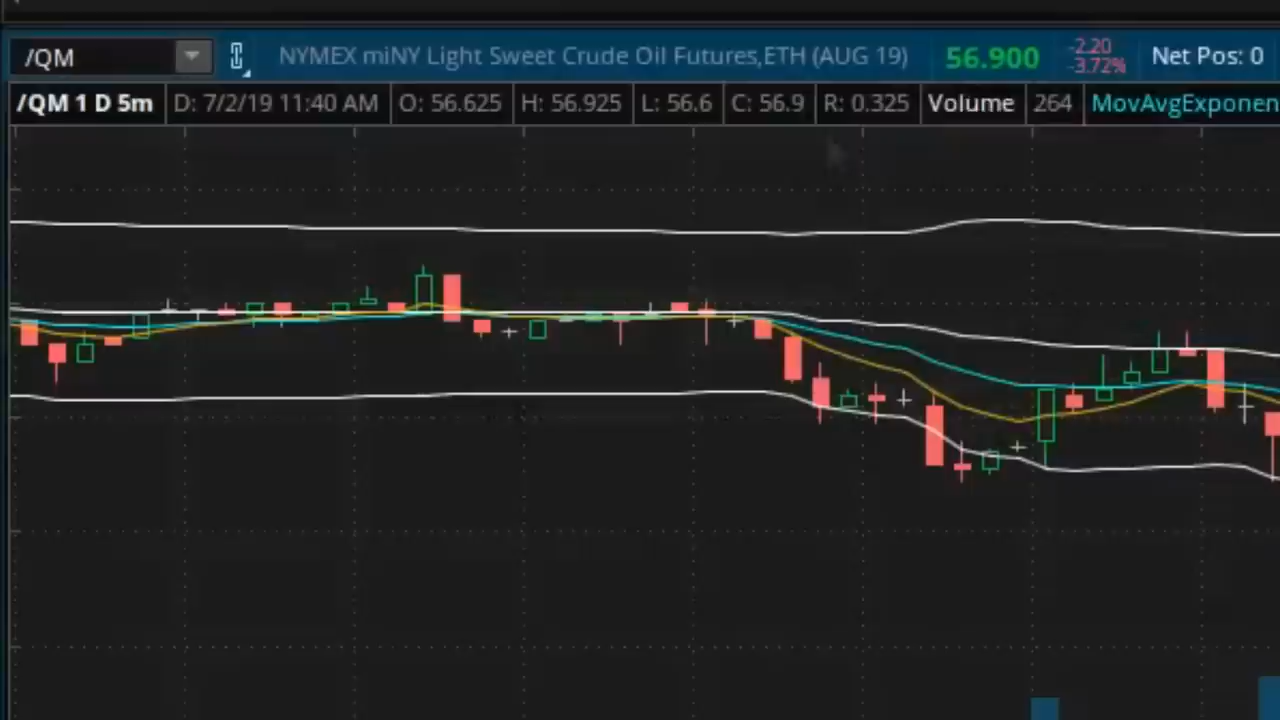 /QM NYMEX miNY Light Sweet Crude Oil Futures,ETH (AUG 19) 56.900 -2.20 -3.72% Net Pos: 0
/QM 1 D 5m D: 7/2/19 11:40 AM O: 56.625 H: 56.925 L: 56.6 C: 56.9 R: 0.325 Volume 264 MovAvgExponen